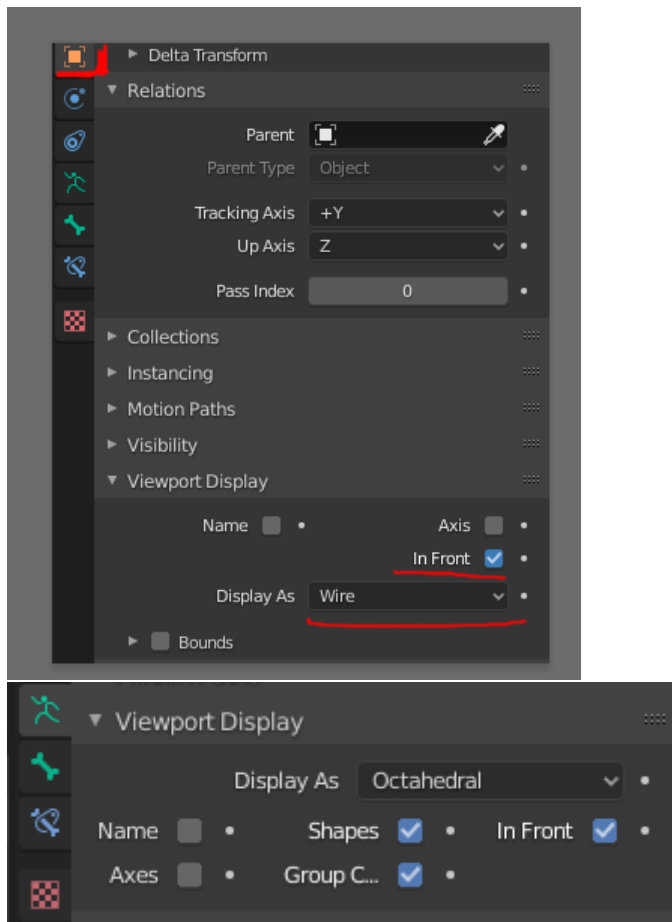 Delta Transform
Relations
Parent
Parent Type Object
Tracking Axis +Y
Up Axis Z
Pass Index 0
Collections
Instancing
Motion Paths
Visibility
Viewport Display
Name Axis
In Front
Display As Wire
Bounds
Viewport Display
Display As Octahedral
Name Shapes In Front
Axes Group C...